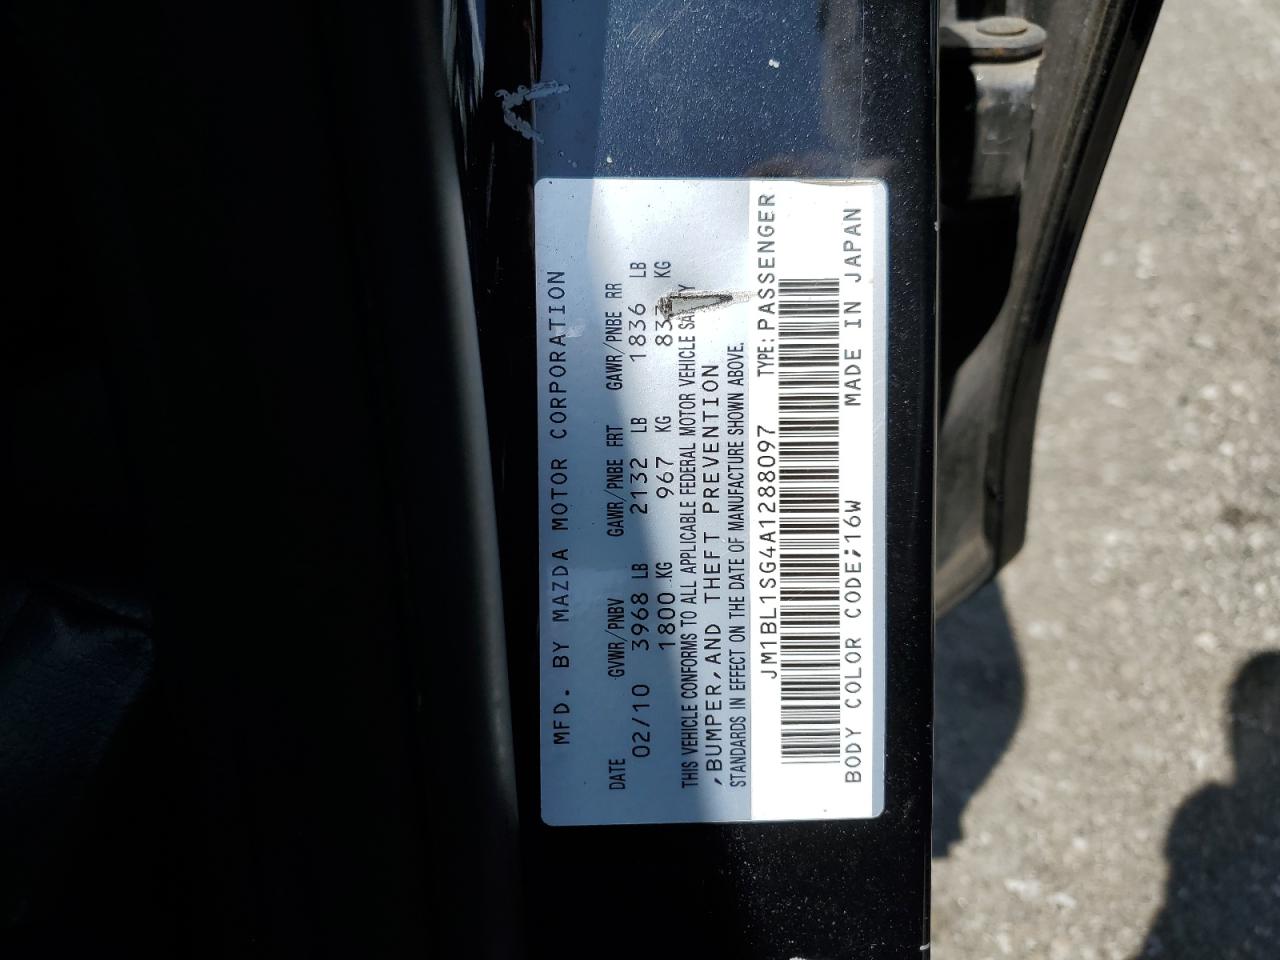 MFD. BY MAZDA MOTOR CORPORATION
DATE GVWR/PNBV GAWR/PNBE FRT GAWR/PNBE RR
02/10 3968 LB 2132 LB 1836 LB
1800 KG 967 KG KG
THIS VEHICLE CONFORMS TO ALL APPLICABLE FEDERAL MOTOR VEHICLE
,BUMPER,AND THEFT PREVENTION
STANDARDS IN EFFECT ON THE DATE OF MANUFACTURE SHOWN ABOVE.
JM1BL1SG4A1288097 TYPE: PASSENGER
BODY COLOR CODE;16W MADE IN JAPAN